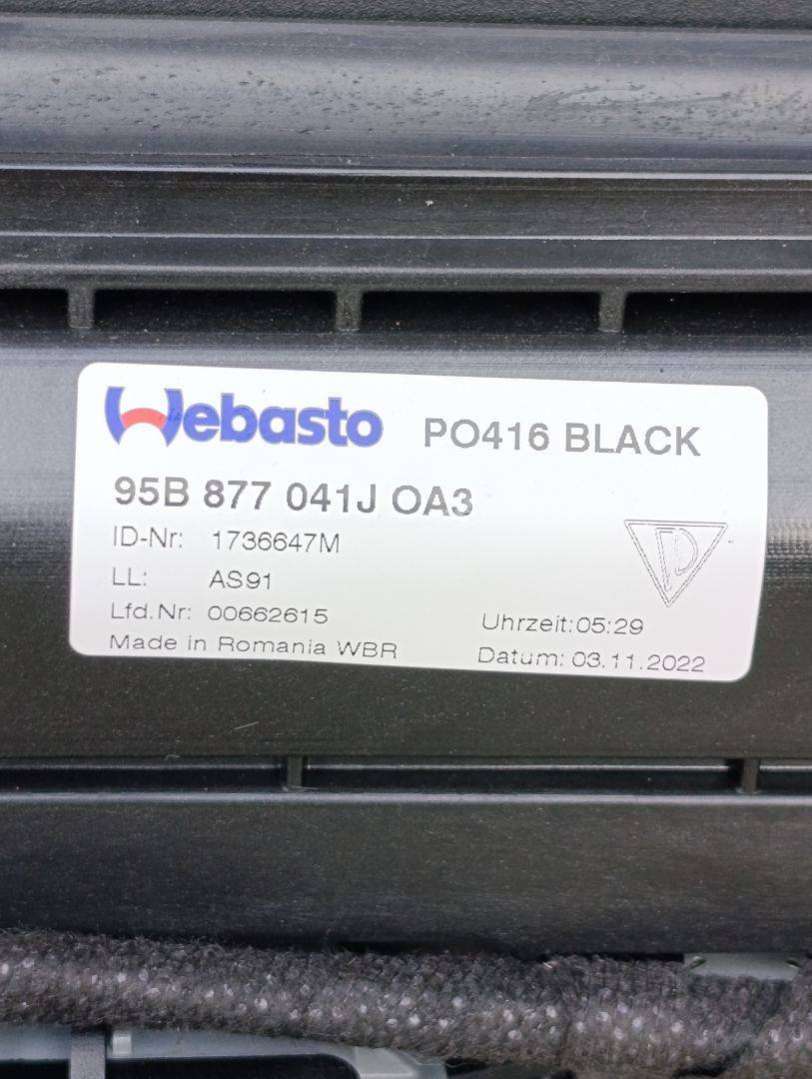 Webasto PO416 BLACK
95B 877 041J OA3
ID-Nr: 1736647M
LL: AS91
Lfd.Nr: 00662615 Uhrzeit:05:29
Made in Romania WBR Datum: 03.11.2022